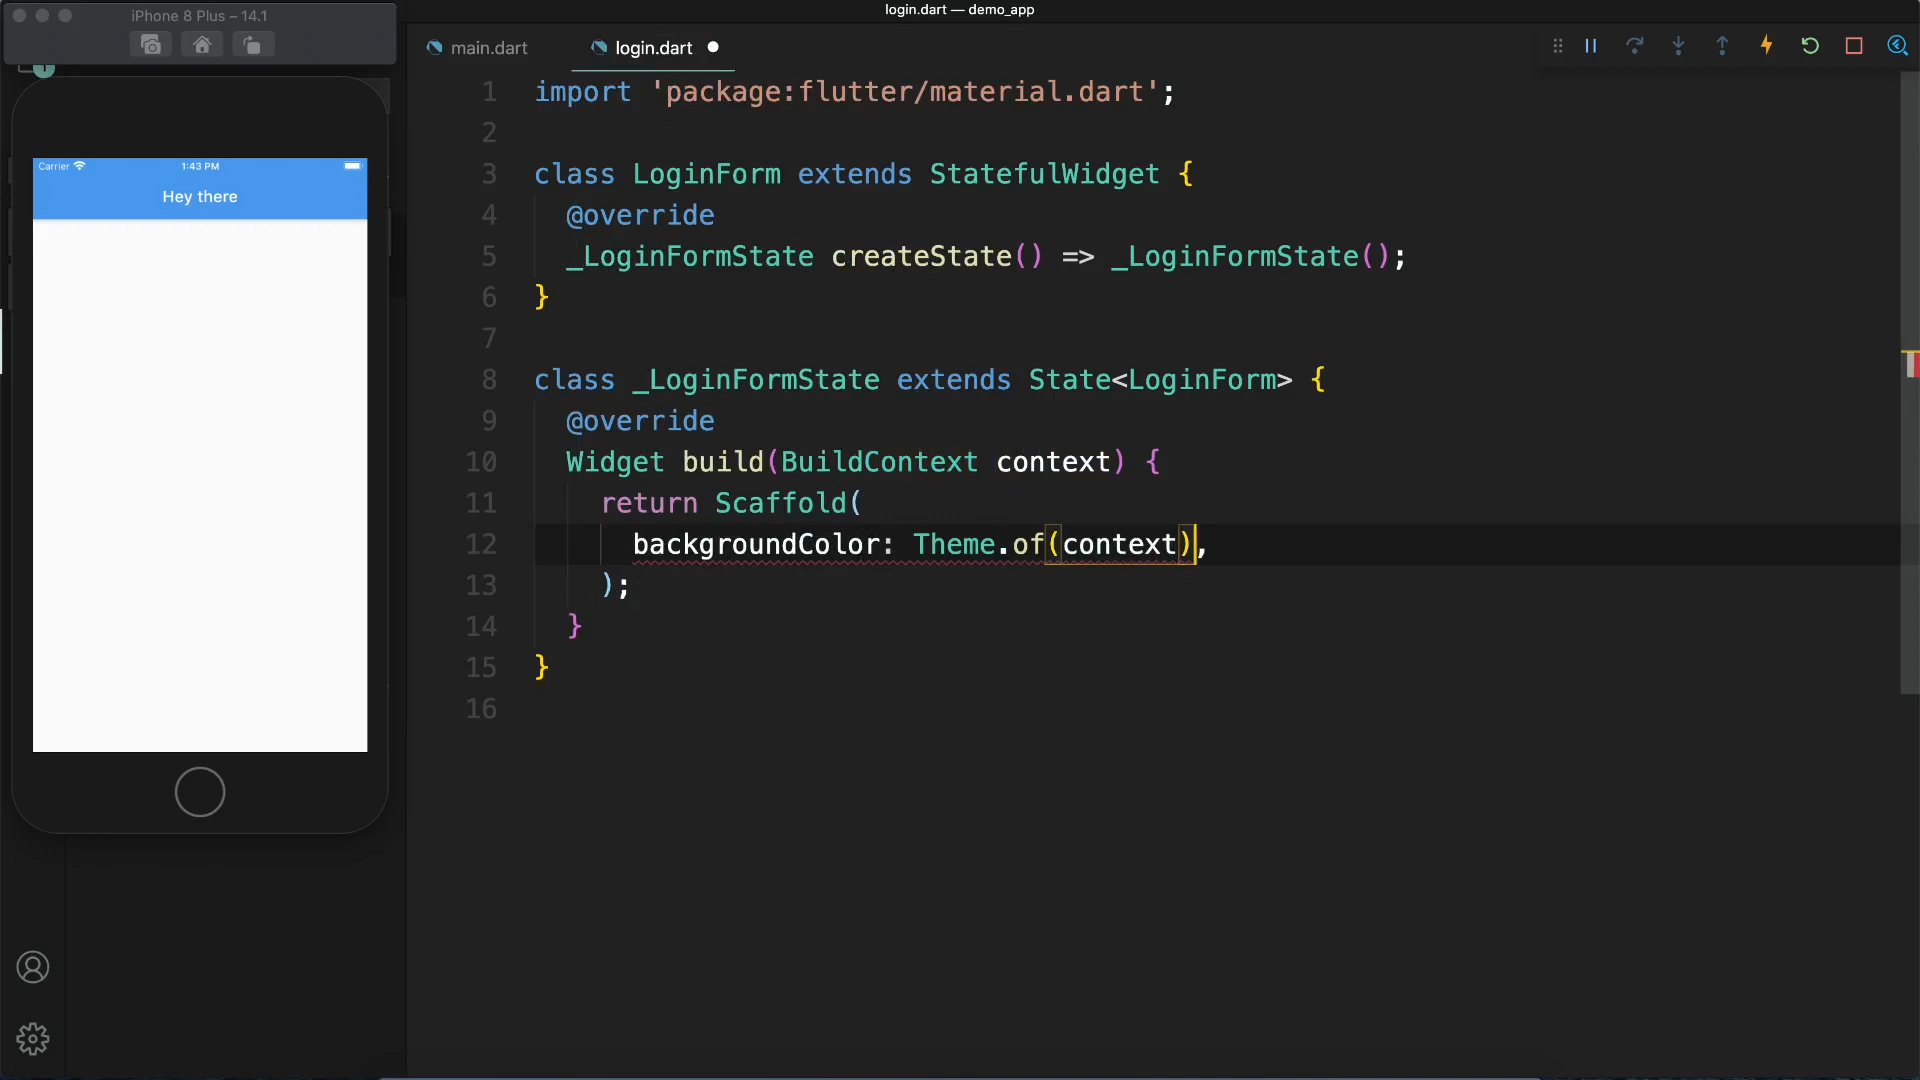 iPhone 8 Plus – 14.1
login.dart — demo_app
main.dart
login.dart
Carrier
1:43 PM
Hey there
1 import 'package:flutter/material.dart';
2
3 class LoginForm extends StatefulWidget {
4 @override
5 _LoginFormState createState() => _LoginFormState();
6 }
7
8 class _LoginFormState extends State<LoginForm> {
9 @override
10 Widget build(BuildContext context) {
11 return Scaffold(
12 backgroundColor: Theme.of(context),
13 );
14 }
15 }
16